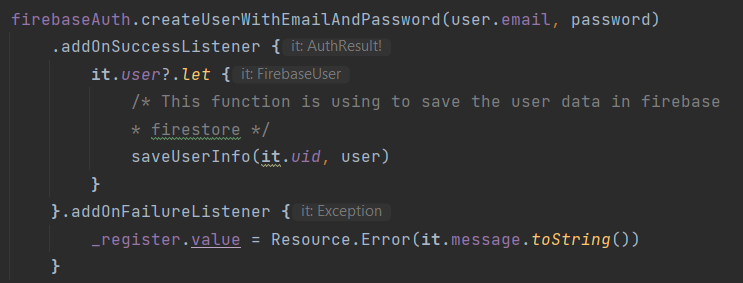 firebaseAuth.createUserWithEmailAndPassword(user.email, password)
.addOnSuccessListener { it: AuthResult!
it.user?.let { it: FirebaseUser
/* This function is using to save the user data in firebase
* firestore */
saveUserInfo(it.uid, user)
}
}.addOnFailureListener { it: Exception
_register.value = Resource.Error(it.message.toString())
}